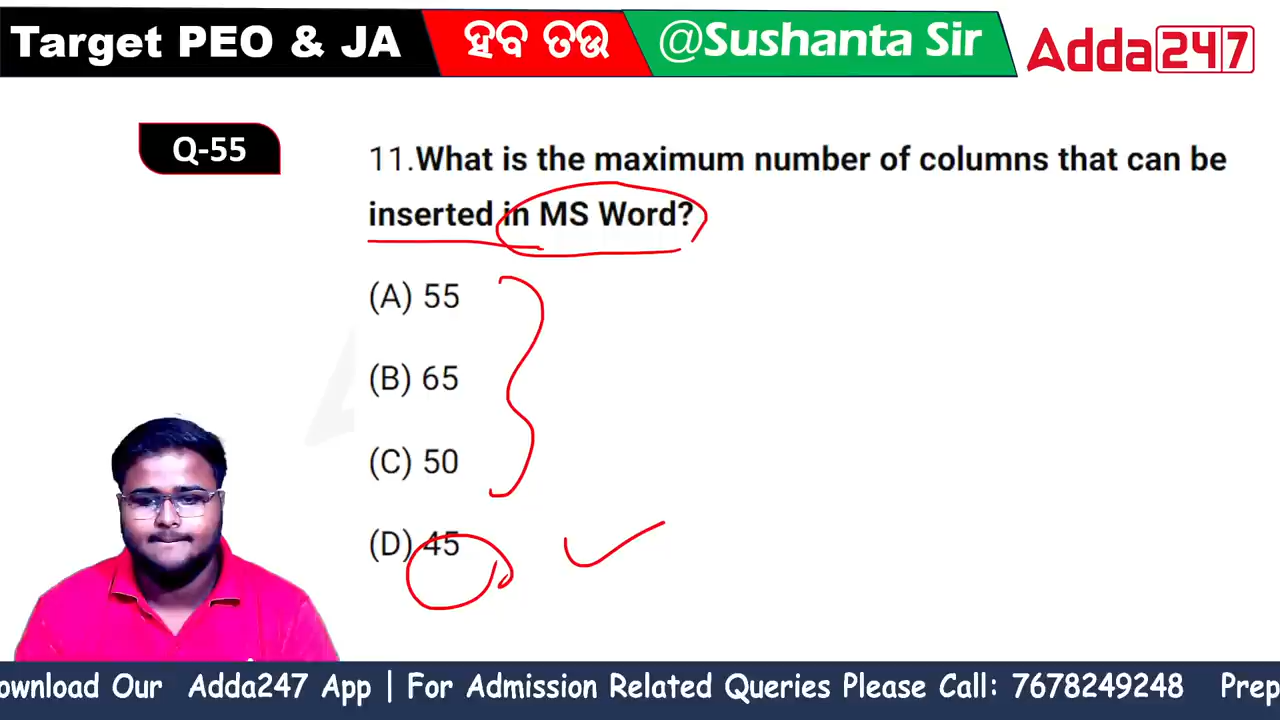 Target PEO & JA
ହବ ତଉ
@Sushanta Sir
Adda247
Q-55
11.What is the maximum number of columns that can be
inserted in MS Word?
(A) 55
(B) 65
(C) 50
(D) 45
ownload Our Adda247 App | For Admission Related Queries Please Call: 7678249248 Prep